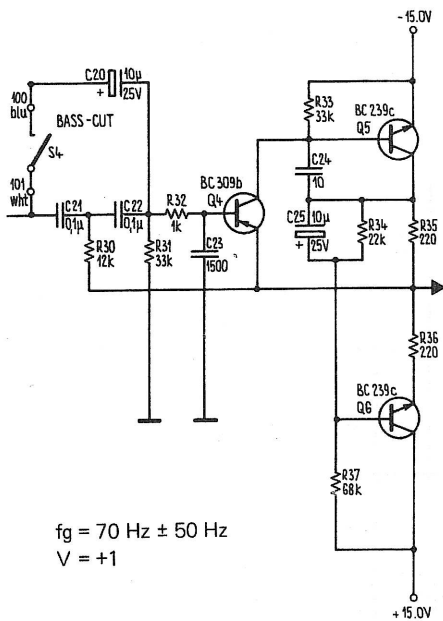 -15.0V
C20 10µ
+ 25V
100
blu
BASS-CUT
S4
101
wht
C21
0,1µ
C22
0,1µ
R30
12k
R31
33k
R32
1k
C23
1500
BC 309b
Q4
R33
33k
BC 239c
Q5
C24
10
C25 10µ
+ 25V
R34
22k
R35
220
R36
220
BC 239c
Q6
R37
68k
fg = 70 Hz ± 50 Hz
V = +1
+15.0V